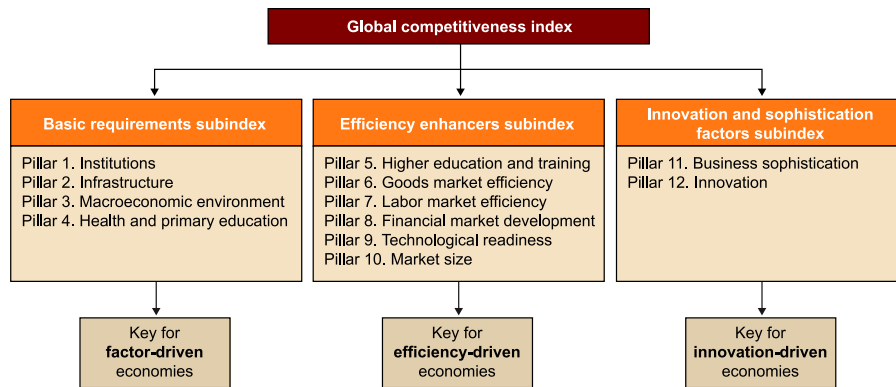 Global competitiveness index
Basic requirements subindex
Pillar 1. Institutions
Pillar 2. Infrastructure
Pillar 3. Macroeconomic environment
Pillar 4. Health and primary education
Key for
factor-driven
economies
Efficiency enhancers subindex
Pillar 5. Higher education and training
Pillar 6. Goods market efficiency
Pillar 7. Labor market efficiency
Pillar 8. Financial market development
Pillar 9. Technological readiness
Pillar 10. Market size
Key for
efficiency-driven
economies
Innovation and sophistication
factors subindex
Pillar 11. Business sophistication
Pillar 12. Innovation
Key for
innovation-driven
economies